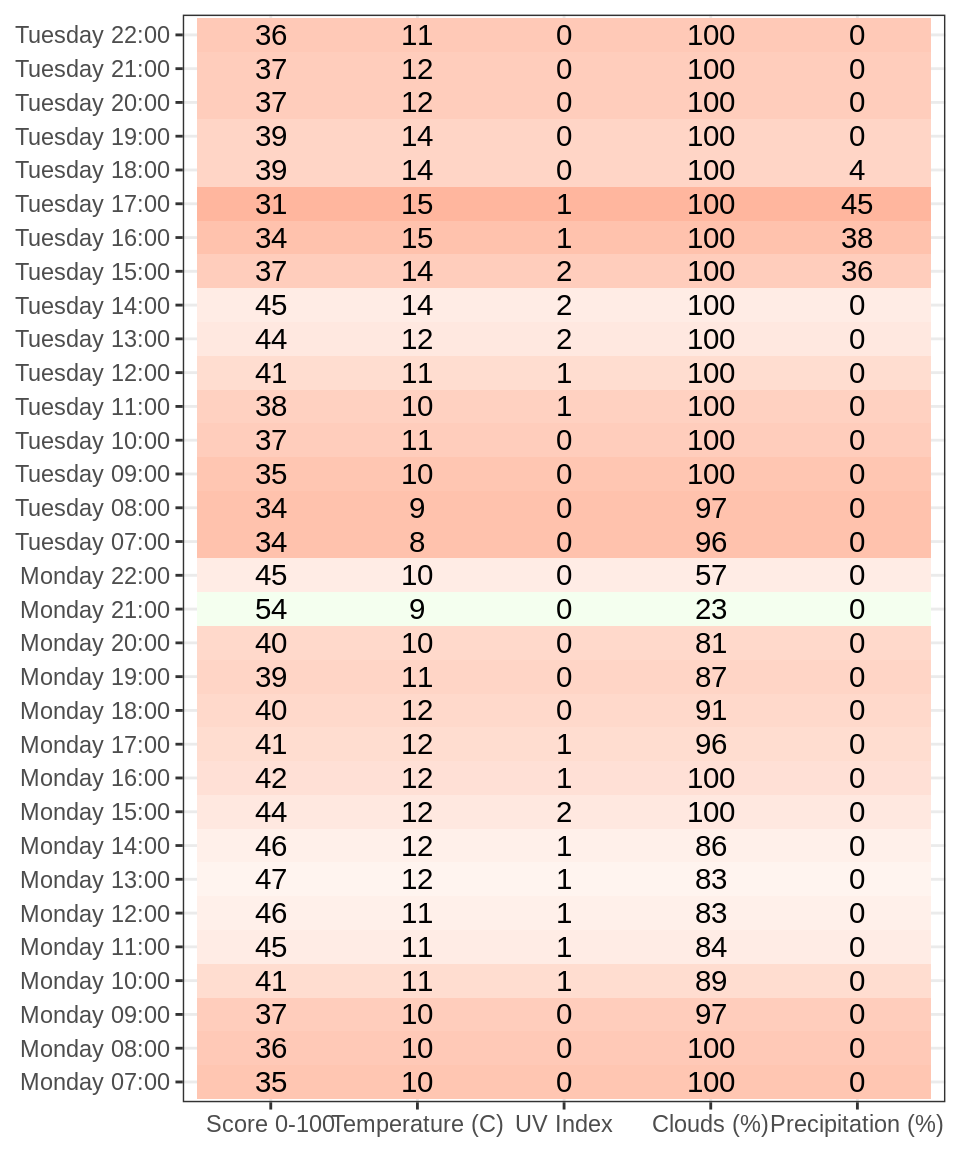 Tuesday 22:00 36 11 0 100 0
Tuesday 21:00 37 12 0 100 0
Tuesday 20:00 37 12 0 100 0
Tuesday 19:00 39 14 0 100 0
Tuesday 18:00 39 14 0 100 4
Tuesday 17:00 31 15 1 100 45
Tuesday 16:00 34 15 1 100 38
Tuesday 15:00 37 14 2 100 36
Tuesday 14:00 45 14 2 100 0
Tuesday 13:00 44 12 2 100 0
Tuesday 12:00 41 11 1 100 0
Tuesday 11:00 38 10 1 100 0
Tuesday 10:00 37 11 0 100 0
Tuesday 09:00 35 10 0 100 0
Tuesday 08:00 34 9 0 97 0
Tuesday 07:00 34 8 0 96 0
Monday 22:00 45 10 0 57 0
Monday 21:00 54 9 0 23 0
Monday 20:00 40 10 0 81 0
Monday 19:00 39 11 0 87 0
Monday 18:00 40 12 0 91 0
Monday 17:00 41 12 1 96 0
Monday 16:00 42 12 1 100 0
Monday 15:00 44 12 2 100 0
Monday 14:00 46 12 1 86 0
Monday 13:00 47 12 1 83 0
Monday 12:00 46 11 1 83 0
Monday 11:00 45 11 1 84 0
Monday 10:00 41 11 1 89 0
Monday 09:00 37 10 0 97 0
Monday 08:00 36 10 0 100 0
Monday 07:00 35 10 0 100 0
Score 0-100 Temperature (C) UV Index Clouds (%) Precipitation (%)